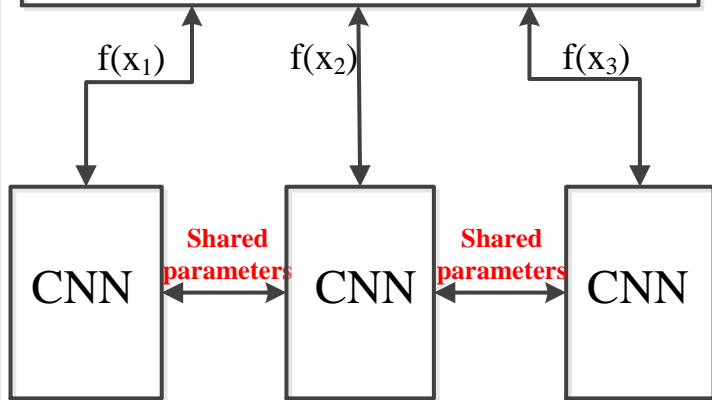 f(x₁) f(x₂) f(x₃)
Shared parameters
Shared parameters
CNN CNN CNN